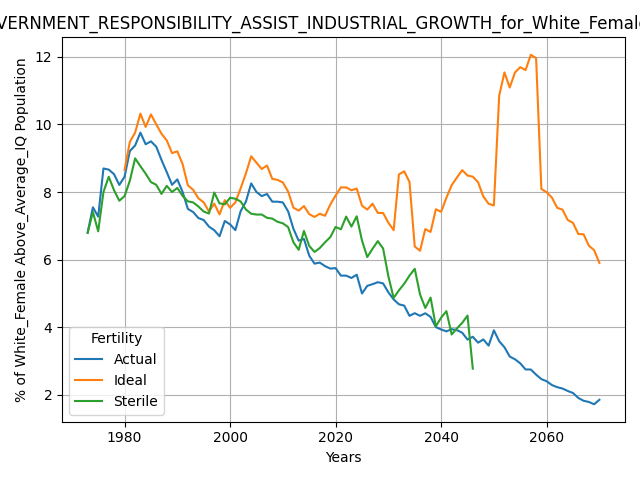 VERNMENT_RESPONSIBILITY_ASSIST_INDUSTRIAL_GROWTH_for_White_Female
% of White_Female Above_Average_IQ Population
12
10
8
6
4
2
Fertility
Actual
Ideal
Sterile
1980 2000 2020 2040 2060
Years